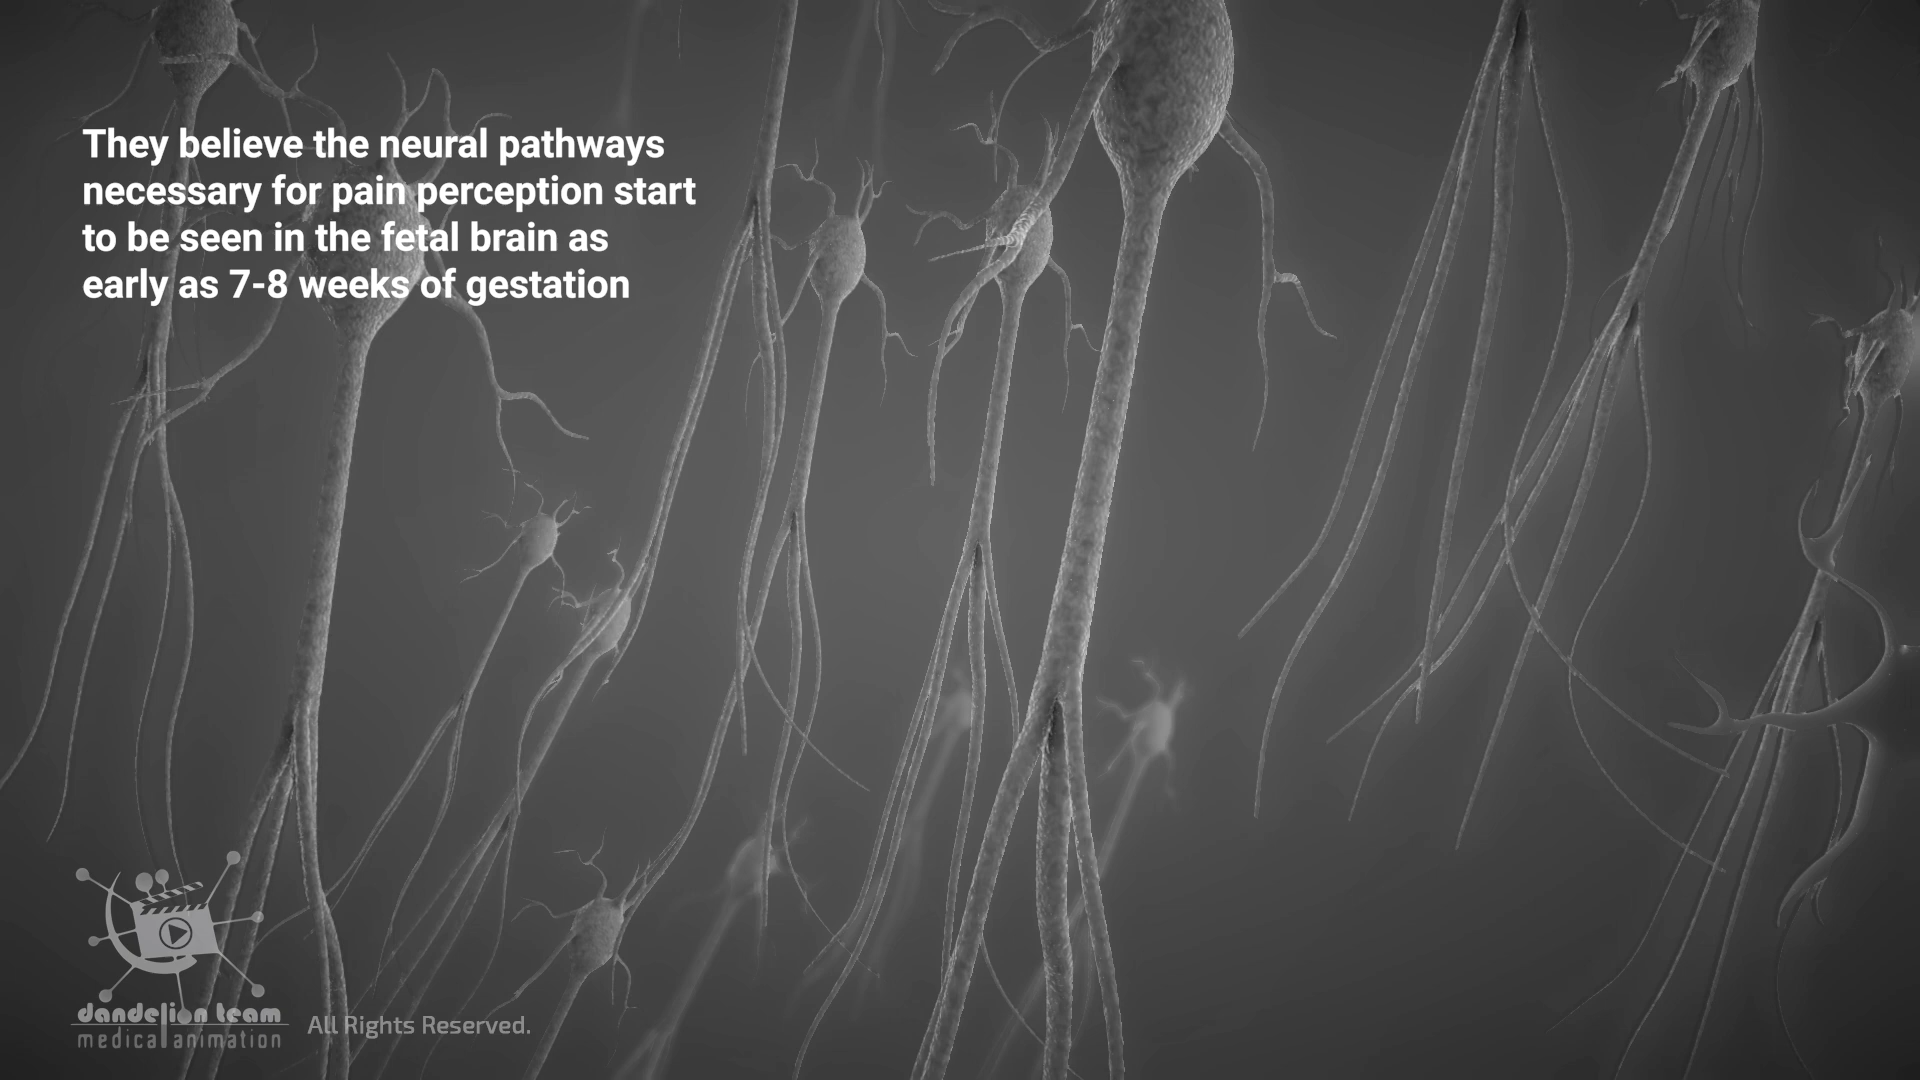 They believe the neural pathways
necessary for pain perception start
to be seen in the fetal brain as
early as 7-8 weeks of gestation
dandelion team
medical animation
All Rights Reserved.